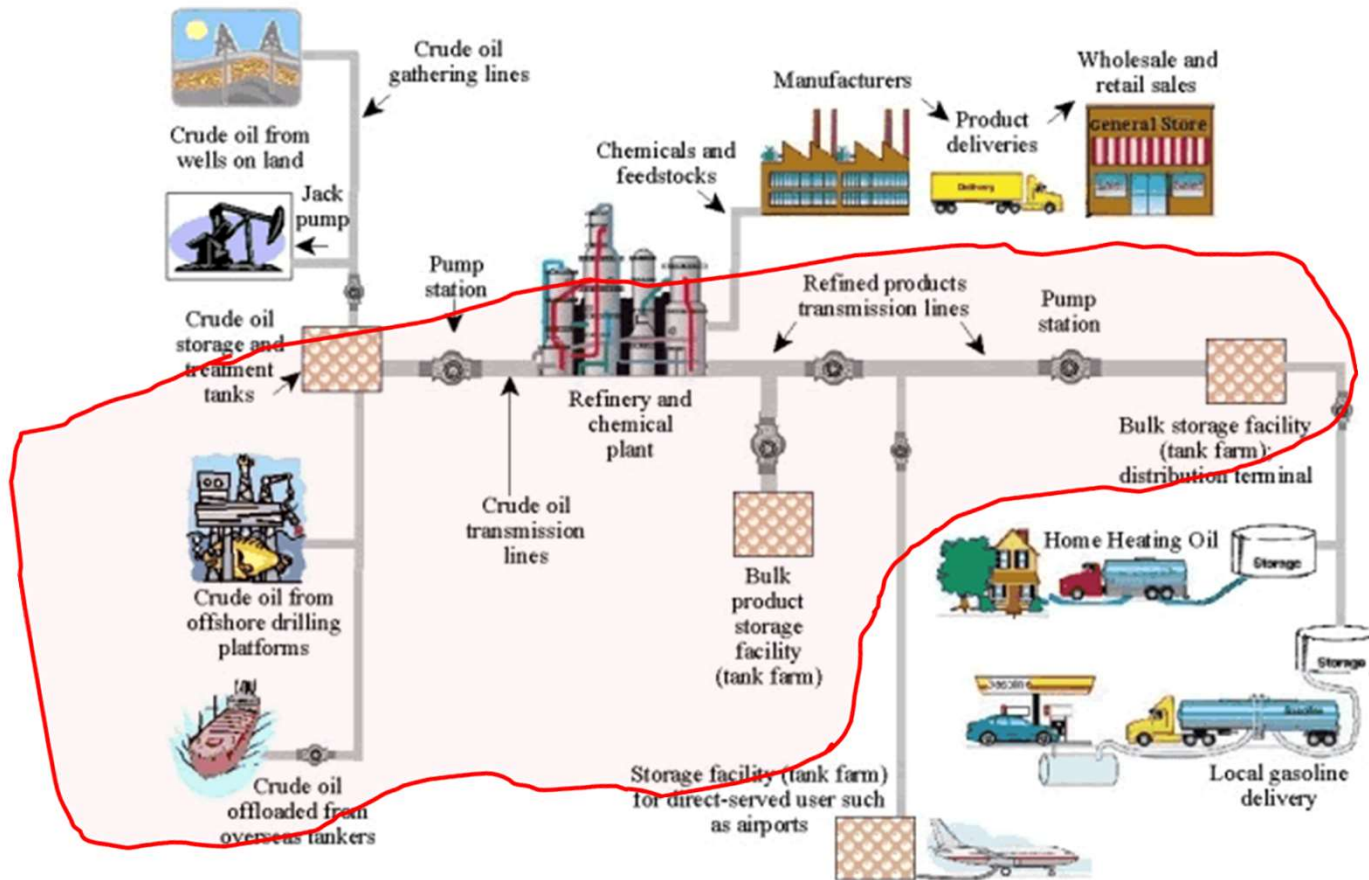 Crude oil
gathering lines
Crude oil from
wells on land
Jack
pump
Crude oil
storage and
treatment
tanks
Pump
station
Chemicals and
feedstocks
Manufacturers
Product
deliveries
Delivery
Wholesale and
retail sales
General Store
Refined products
transmission lines
Pump
station
Refinery and
chemical
plant
Crude oil
transmission
lines
Bulk storage facility
(tank farm);
distribution terminal
Crude oil from
offshore drilling
platforms
Bulk
product
storage
facility
(tank farm)
Home Heating Oil
Storage
Storage
Gasoline
Gasoline
Local gasoline
delivery
Crude oil
offloaded from
overseas tankers
Storage facility (tank farm)
for direct-served user such
as airports